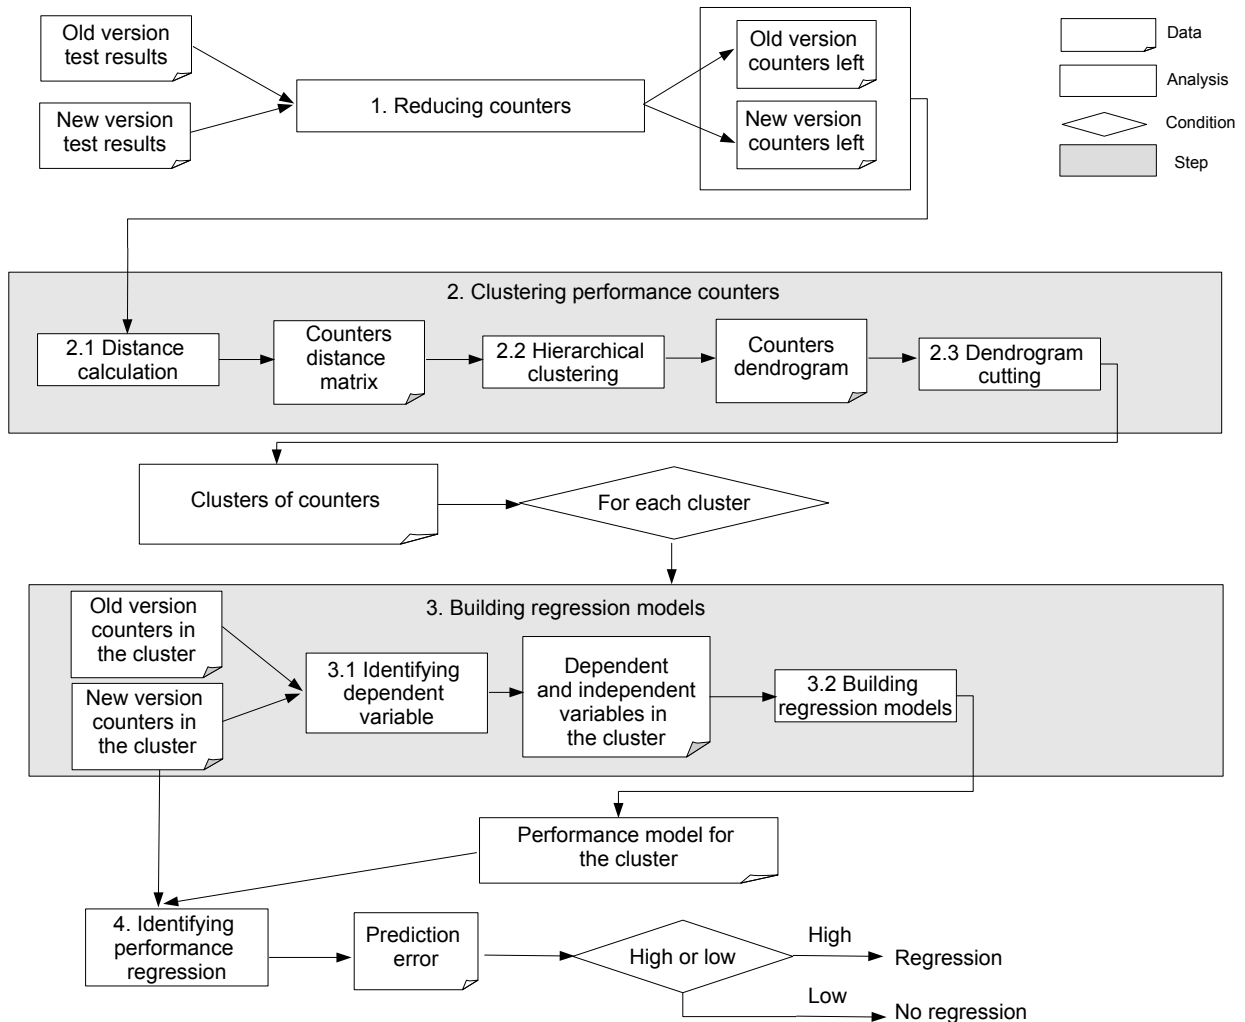 Old version
test results
New version
test results
1. Reducing counters
Old version
counters left
New version
counters left
Data
Analysis
Condition
Step
2. Clustering performance counters
2.1 Distance
calculation
Counters
distance
matrix
2.2 Hierarchical
clustering
Counters
dendrogram
2.3 Dendrogram
cutting
Clusters of counters
For each cluster
3. Building regression models
Old version
counters in
the cluster
New version
counters in
the cluster
3.1 Identifying
dependent
variable
Dependent
and independent
variables in
the cluster
3.2 Building
regression models
Performance model for
the cluster
4. Identifying
performance
regression
Prediction
error
High or low
High
Regression
Low
No regression